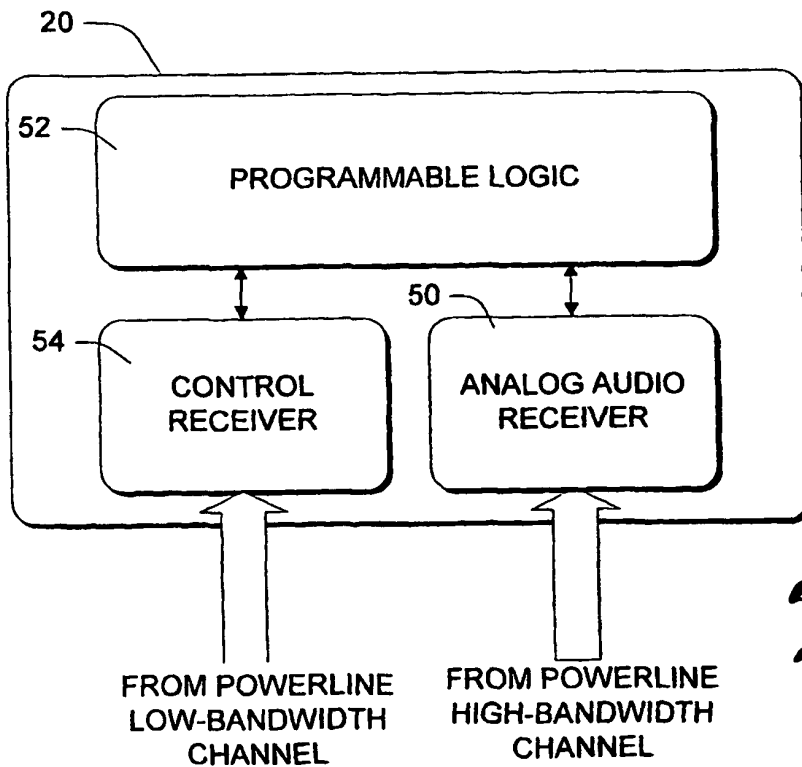 20
52
PROGRAMMABLE LOGIC
50
54
CONTROL
RECEIVER
ANALOG AUDIO
RECEIVER
FROM POWERLINE
LOW-BANDWIDTH
CHANNEL
FROM POWERLINE
HIGH-BANDWIDTH
CHANNEL